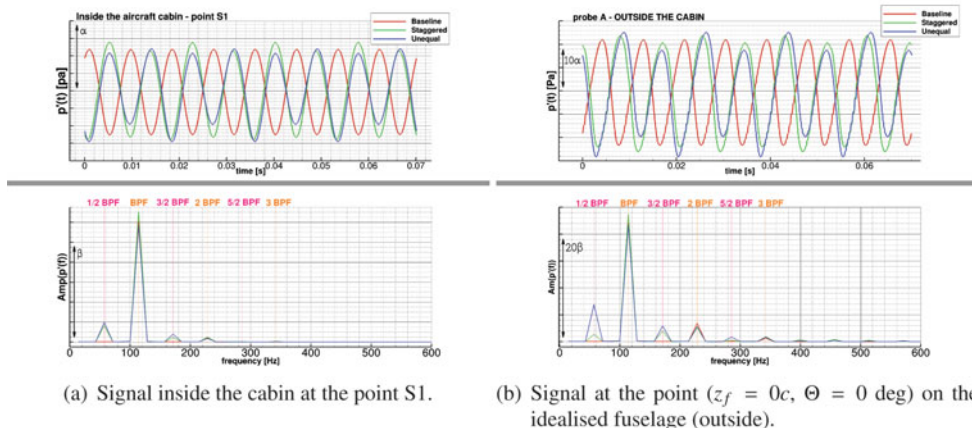 Inside the aircraft cabin - point S1
Baseline
Staggered
Unequal
α
p'(t) [pa]
0 0.01 0.02 0.03 0.04 0.05 0.06 0.07
time [s]
1/2 BPF BPF 3/2 BPF 2 BPF 5/2 BPF 3 BPF
β
Amp(p'(f))
0 100 200 300 400 500 600
frequency [Hz]
(a) Signal inside the cabin at the point S1.
probe A - OUTSIDE THE CABIN
Baseline
Staggered
Unequal
10α
p'(t) [Pa]
0 0.02 0.04 0.06
time [s]
1/2 BPF BPF 3/2 BPF 2 BPF 5/2 BPF 3 BPF
20β
Am(p'(f))
0 100 200 300 400 500 600
frequency [Hz]
(b) Signal at the point (z_f = 0c, Θ = 0 deg) on the
idealised fuselage (outside).